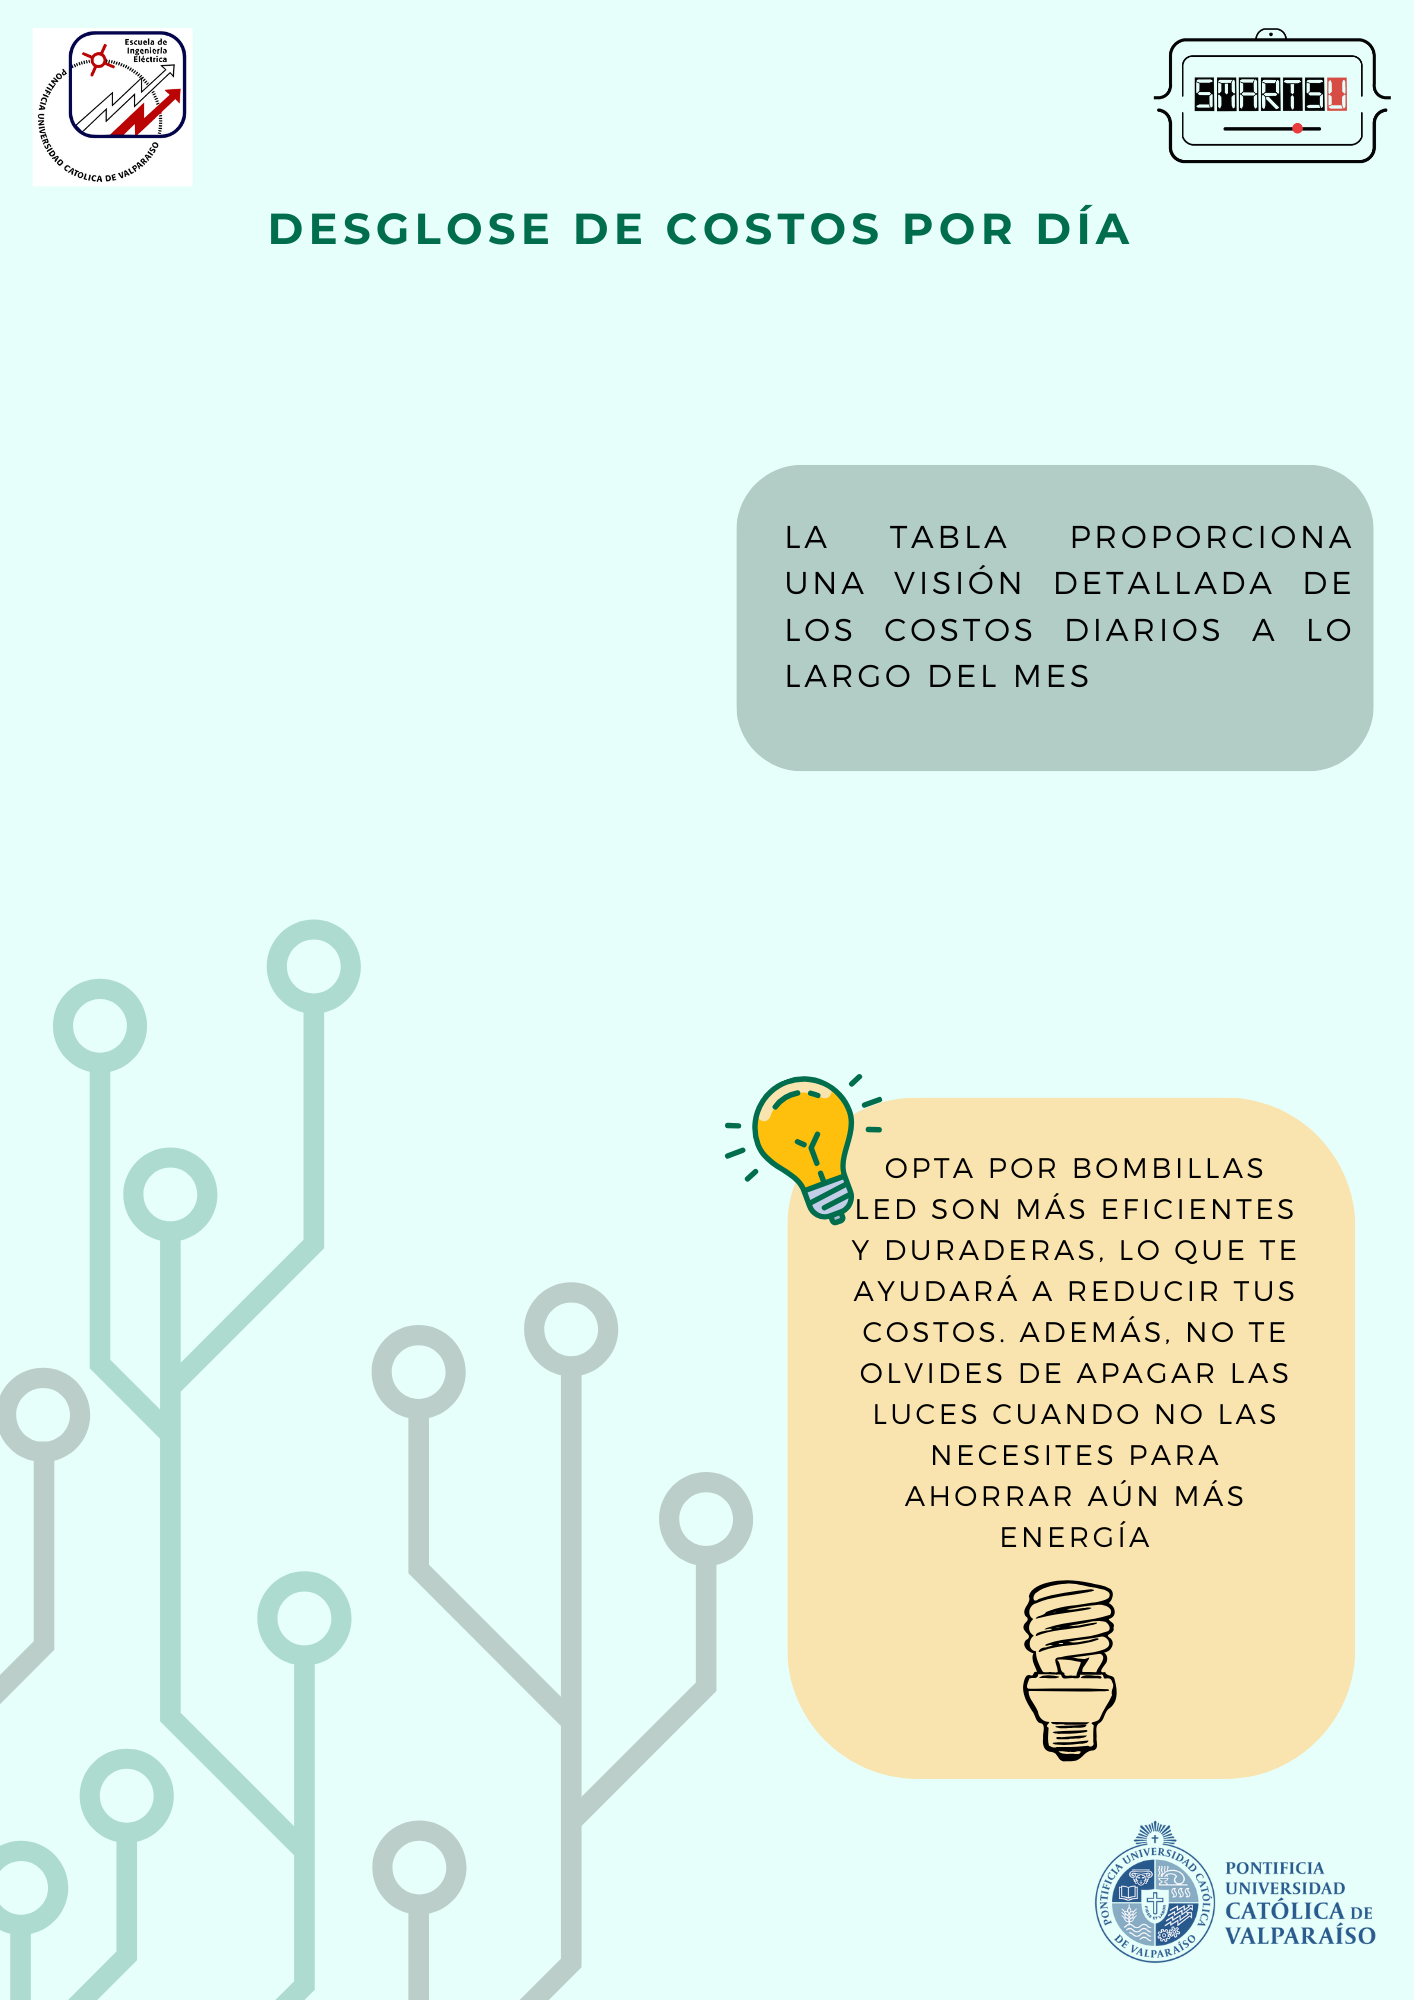 Escuela de
Ingeniería
Eléctrica
PONTIFICIA UNIVERSIDAD CATOLICA DE VALPARAISO
SMARTSU
DESGLOSE DE COSTOS POR DÍA
LA TABLA PROPORCIONA
UNA VISIÓN DETALLADA DE
LOS COSTOS DIARIOS A LO
LARGO DEL MES
OPTA POR BOMBILLAS
LED SON MÁS EFICIENTES
Y DURADERAS, LO QUE TE
AYUDARÁ A REDUCIR TUS
COSTOS. ADEMÁS, NO TE
OLVIDES DE APAGAR LAS
LUCES CUANDO NO LAS
NECESITES PARA
AHORRAR AÚN MÁS
ENERGÍA
PONTIFICIA UNIVERSIDAD CATÓLICA
DE VALPARAÍSO
PONTIFICIA
UNIVERSIDAD
CATÓLICA DE
VALPARAÍSO